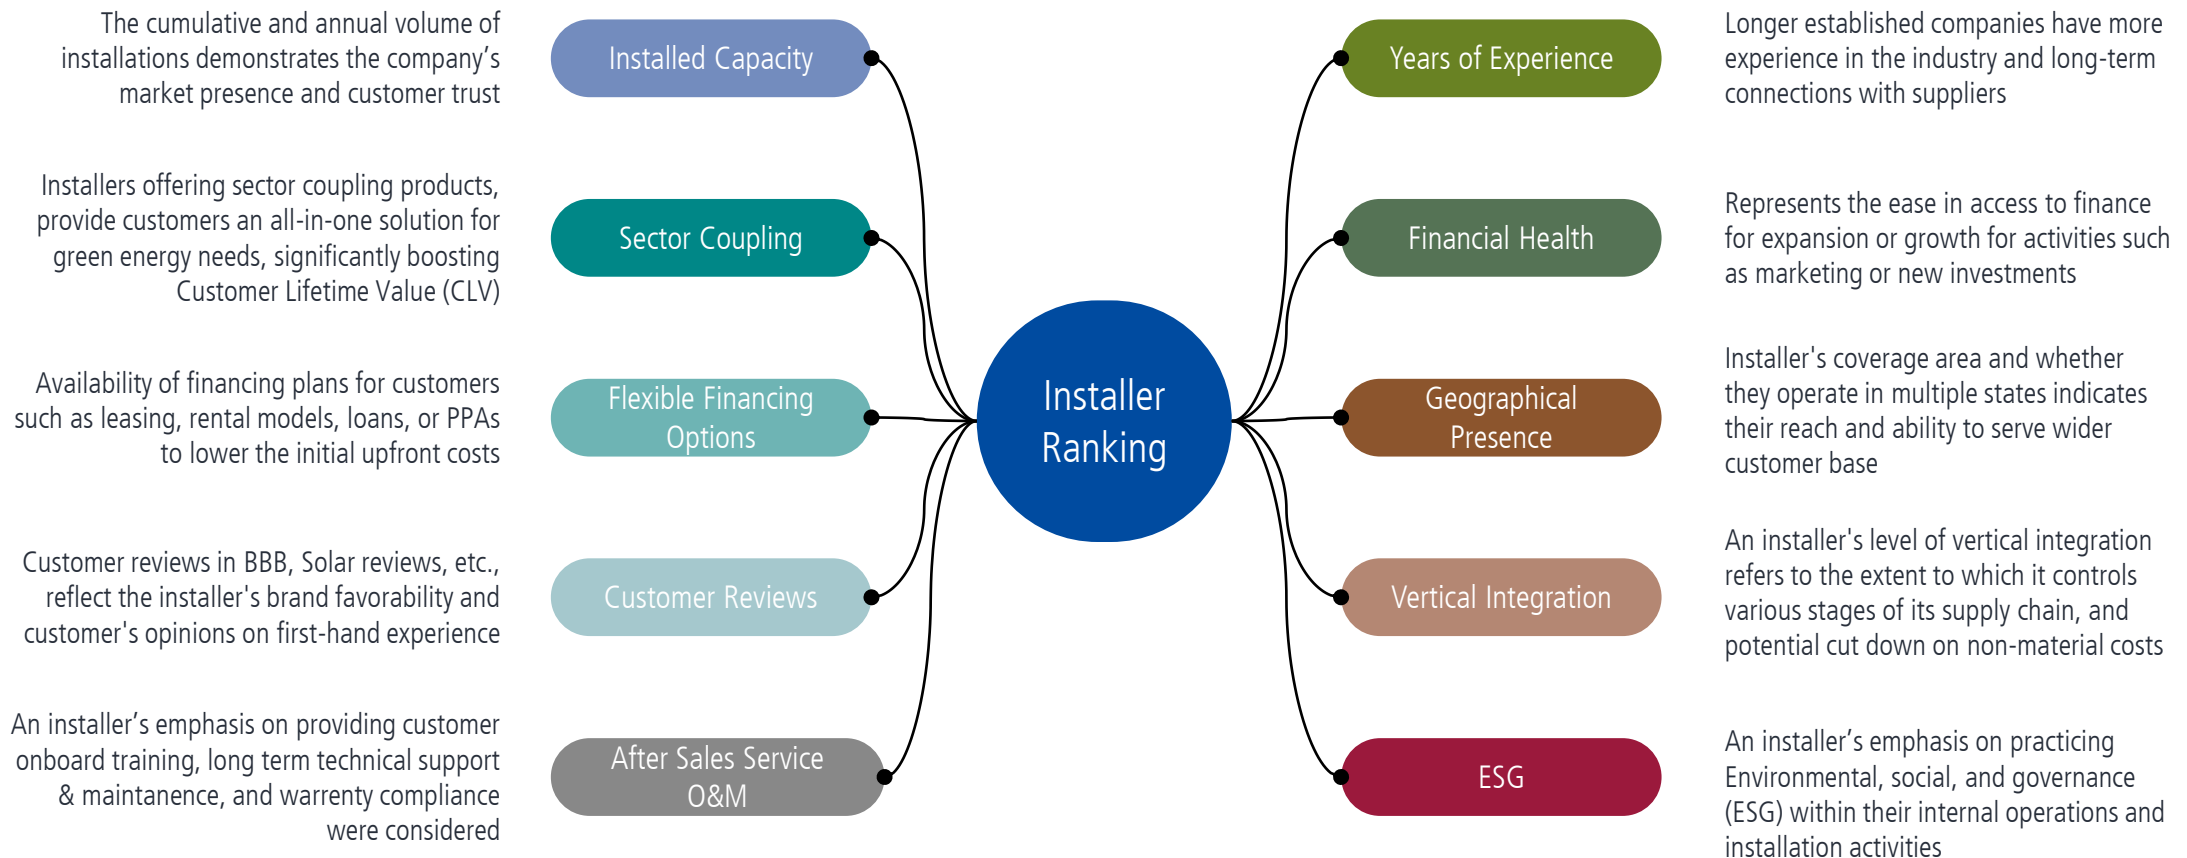 The cumulative and annual volume of
installations demonstrates the company’s
market presence and customer trust
Installed Capacity
Installers offering sector coupling products,
provide customers an all-in-one solution for
green energy needs, significantly boosting
Customer Lifetime Value (CLV)
Sector Coupling
Availability of financing plans for customers
such as leasing, rental models, loans, or PPAs
to lower the initial upfront costs
Flexible Financing
Options
Customer reviews in BBB, Solar reviews, etc.,
reflect the installer's brand favorability and
customer's opinions on first-hand experience
Customer Reviews
An installer’s emphasis on providing customer
onboard training, long term technical support
& maintanence, and warrenty compliance
were considered
After Sales Service
O&M
Installer
Ranking
Years of Experience
Longer established companies have more
experience in the industry and long-term
connections with suppliers
Financial Health
Represents the ease in access to finance
for expansion or growth for activities such
as marketing or new investments
Geographical
Presence
Installer's coverage area and whether
they operate in multiple states indicates
their reach and ability to serve wider
customer base
Vertical Integration
An installer's level of vertical integration
refers to the extent to which it controls
various stages of its supply chain, and
potential cut down on non-material costs
ESG
An installer’s emphasis on practicing
Environmental, social, and governance
(ESG) within their internal operations and
installation activities